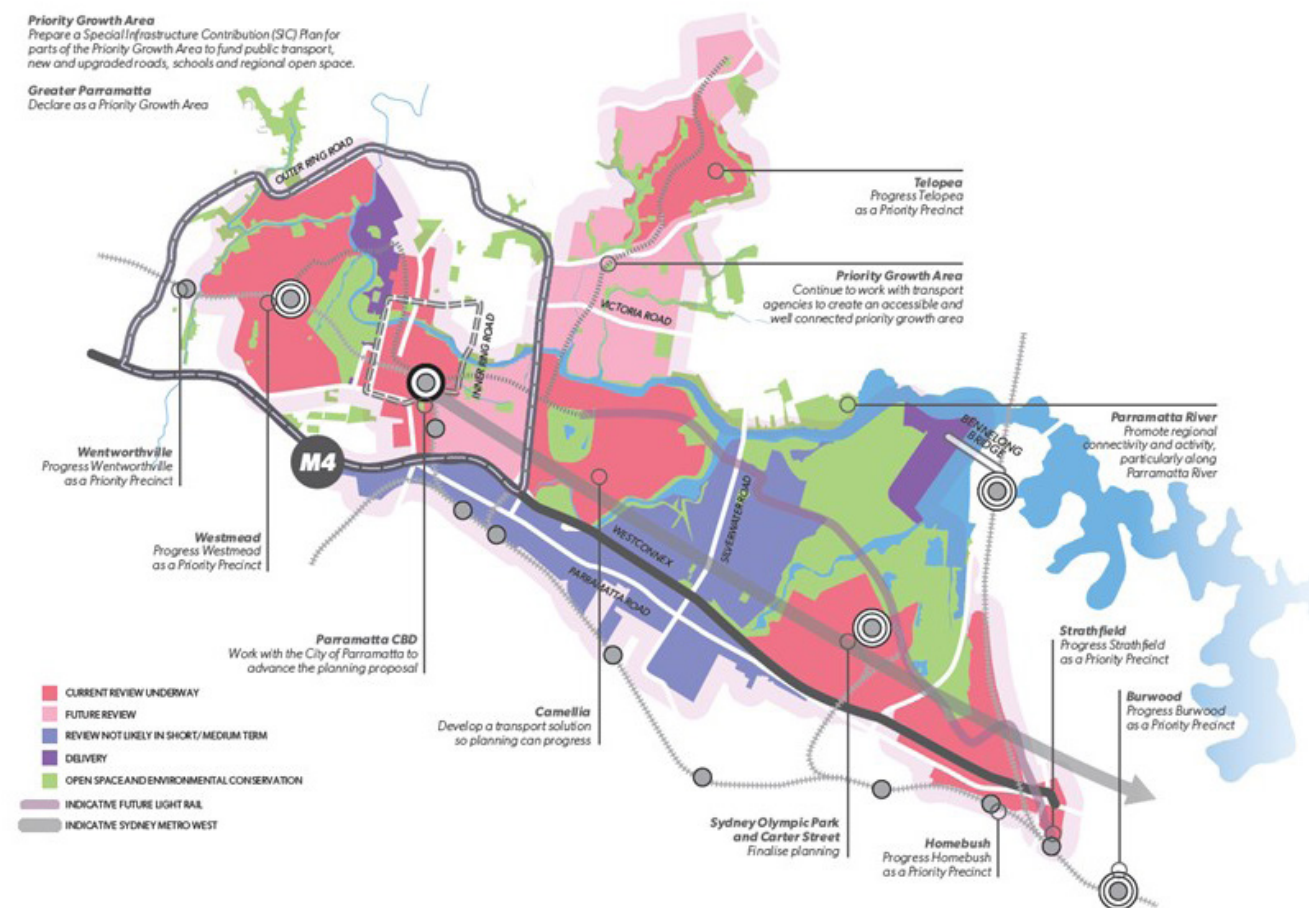 Priority Growth Area
Prepare a Special Infrastructure Contribution (SIC) Plan for
parts of the Priority Growth Area to fund public transport,
new and upgraded roads, schools and regional open space.
Greater Parramatta
Declare as a Priority Growth Area
OUTER RING ROAD
Telopea
Progress Telopea
as a Priority Precinct
Priority Growth Area
Continue to work with transport
agencies to create an accessible and
well connected priority growth area
VICTORIA ROAD
INNER RING ROAD
Parramatta River
Promote regional
connectivity and activity,
particularly along
Parramatta River
BENNELONG
BRIDGE
M4
Wentworthville
Progress Wentworthville
as a Priority Precinct
Westmead
Progress Westmead
as a Priority Precinct
WESTCONNEX
SILVERWATER ROAD
PARRAMATTA ROAD
Parramatta CBD
Work with the City of Parramatta to
advance the planning proposal
Strathfield
Progress Strathfield
as a Priority Precinct
Burwood
Progress Burwood
as a Priority Precinct
Camellia
Develop a transport solution
so planning can progress
Sydney Olympic Park
and Carter Street
Finalise planning
Homebush
Progress Homebush
as a Priority Precinct
CURRENT REVIEW UNDERWAY
FUTURE REVIEW
REVIEW NOT LIKELY IN SHORT/MEDIUM TERM
DELIVERY
OPEN SPACE AND ENVIRONMENTAL CONSERVATION
INDICATIVE FUTURE LIGHT RAIL
INDICATIVE SYDNEY METRO WEST